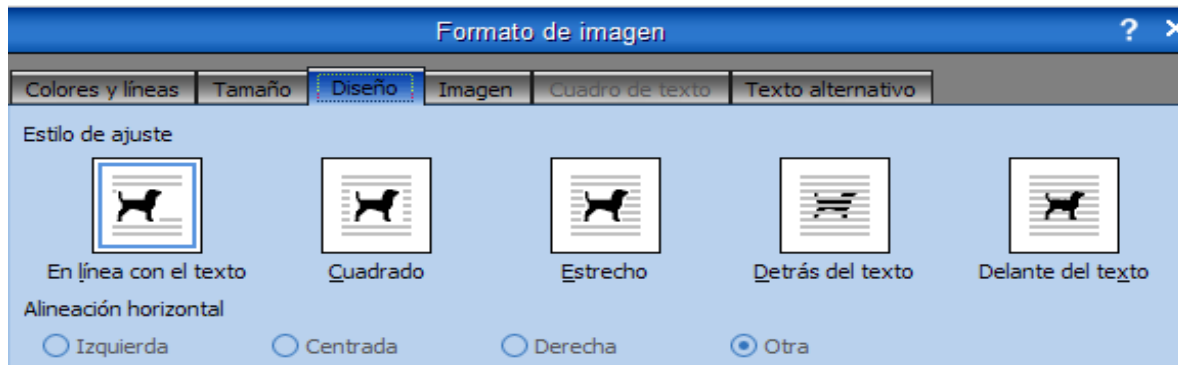 Formato de imagen ? ×
Colores y líneas Tamaño Diseño Imagen Cuadro de texto Texto alternativo
Estilo de ajuste
En línea con el texto Cuadrado Estrecho Detrás del texto Delante del texto
Alineación horizontal
Izquierda Centrada Derecha Otra